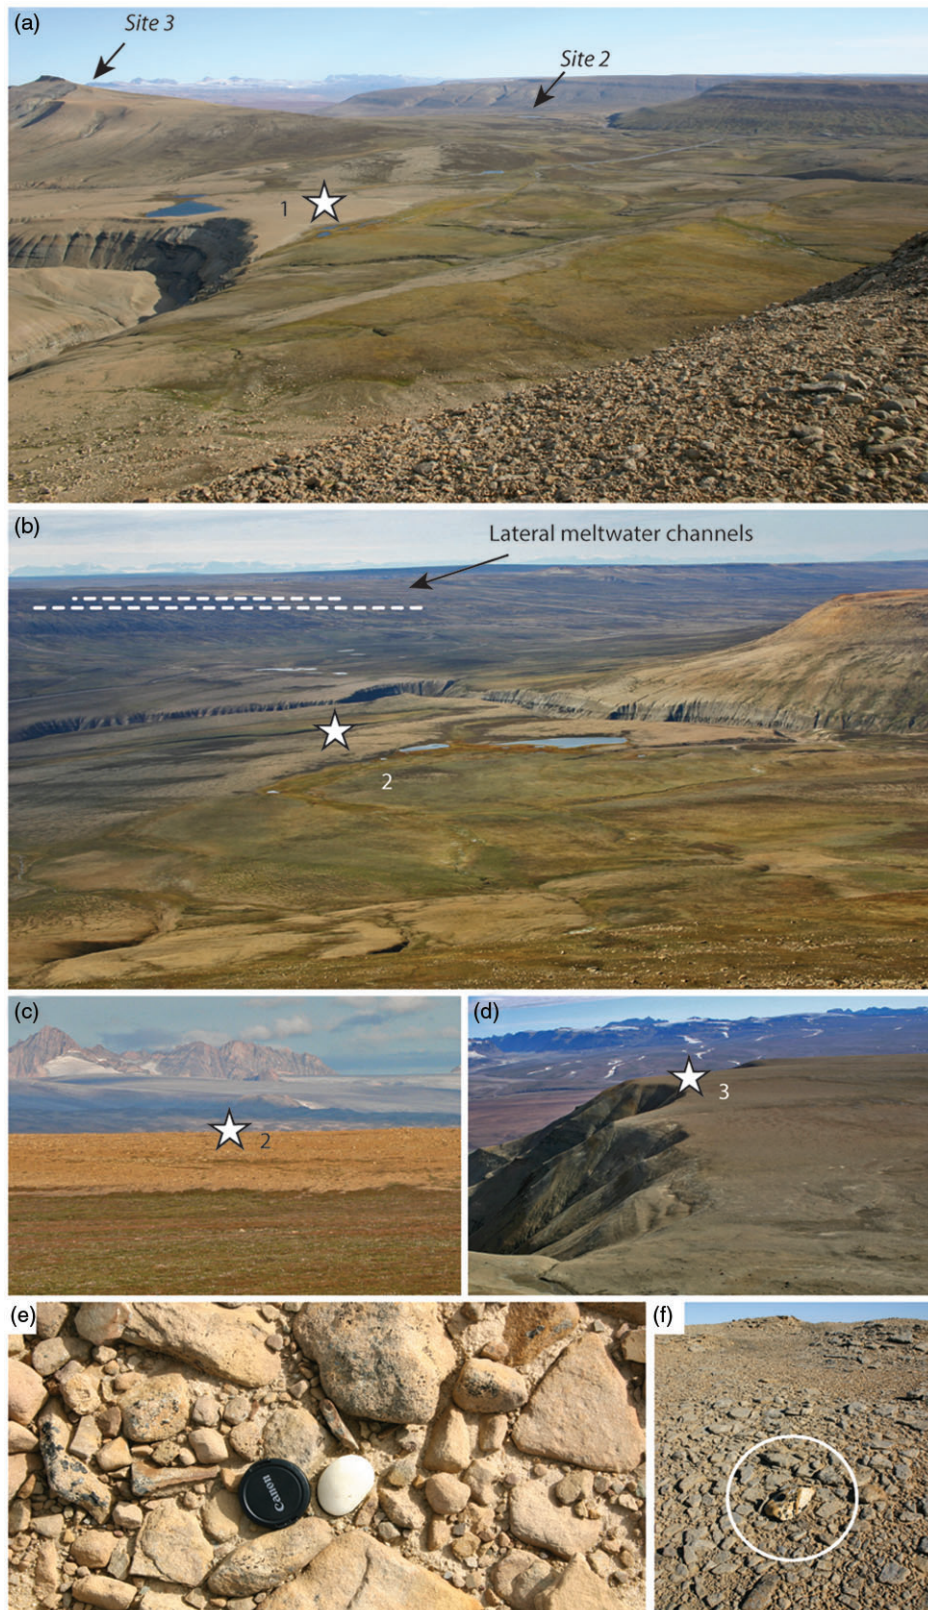 (a)
Site 3
Site 2
1
(b)
Lateral meltwater channels
2
(c)
2
(d)
3
(e)
Canon
(f)